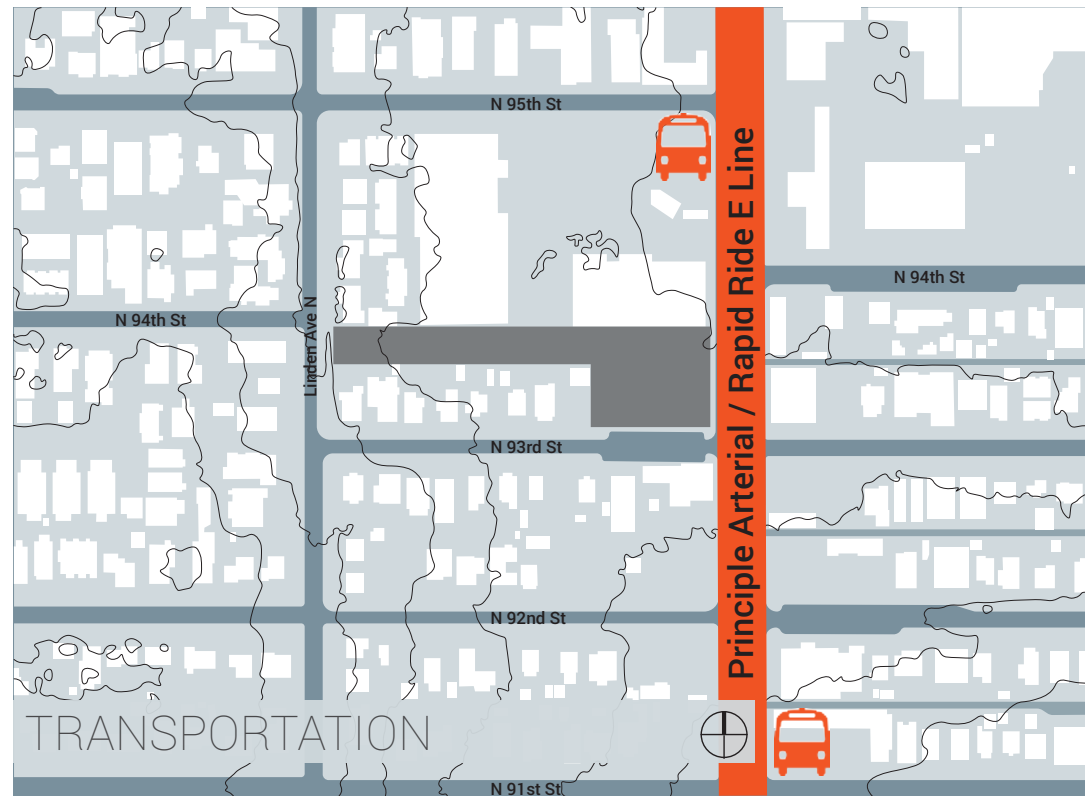 N 95th St
Principle Arterial / Rapid Ride E Line
N 94th St
N 94th St
Linden Ave N
N 93rd St
N 92nd St
TRANSPORTATION
N 91st St